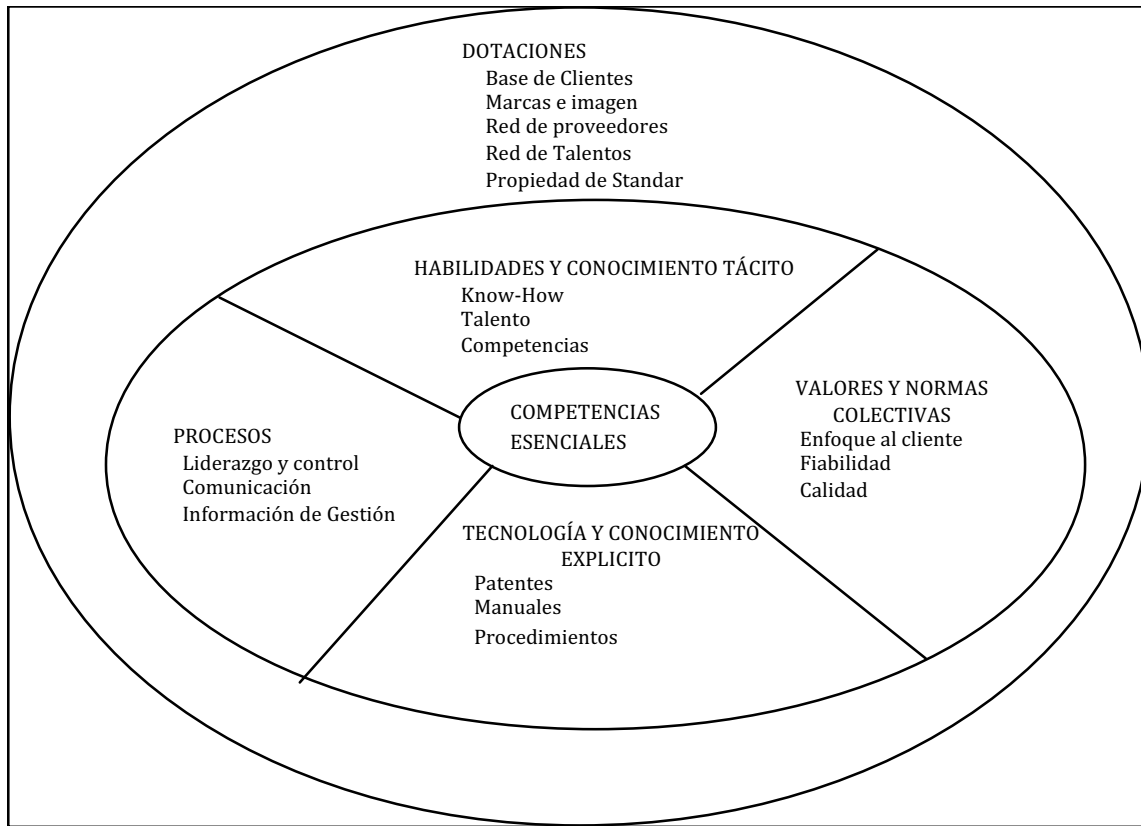 DOTACIONES
Base de Clientes
Marcas e imagen
Red de proveedores
Red de Talentos
Propiedad de Standar
HABILIDADES Y CONOCIMIENTO TÁCITO
Know-How
Talento
Competencias
COMPETENCIAS
ESENCIALES
VALORES Y NORMAS
COLECTIVAS
Enfoque al cliente
Fiabilidad
Calidad
PROCESOS
Liderazgo y control
Comunicación
Información de Gestión
TECNOLOGÍA Y CONOCIMIENTO
EXPLICITO
Patentes
Manuales
Procedimientos